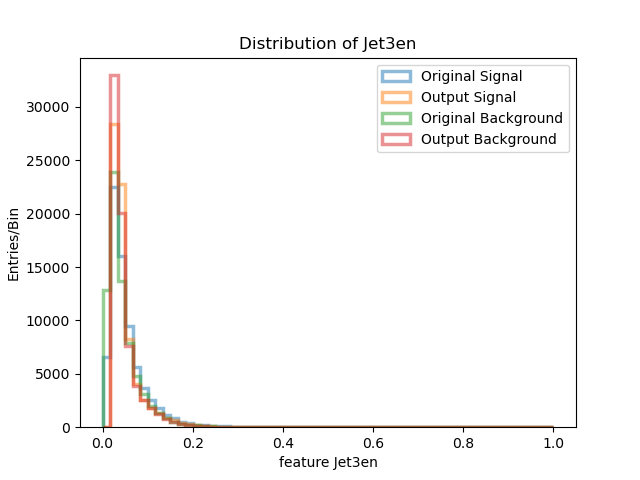 Distribution of Jet3en
Original Signal
Output Signal
Original Background
Output Background
Entries/Bin
30000
25000
20000
15000
10000
5000
0
0.0 0.2 0.4 0.6 0.8 1.0
feature Jet3en